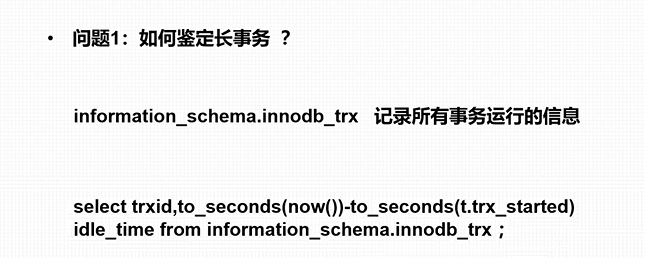 • 问题1：如何鉴定长事务 ？
information_schema.innodb_trx 记录所有事务运行的信息
select trxid,to_seconds(now())-to_seconds(t.trx_started)
idle_time from information_schema.innodb_trx；